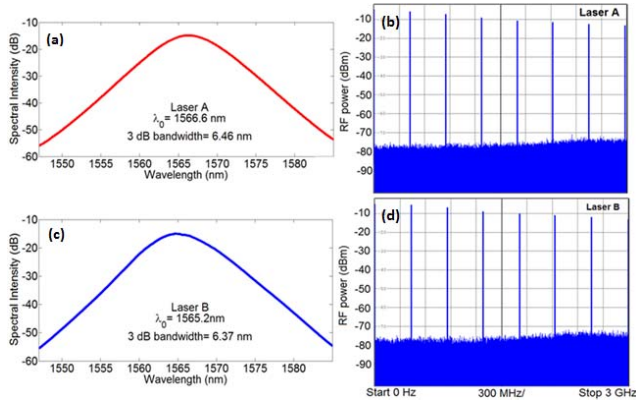 (a)
Spectral Intensity (dB)
-10
-20
-30
-40
-50
-60
1550 1555 1560 1565 1570 1575 1580
Wavelength (nm)
Laser A
λ0= 1566.6 nm
3 dB bandwidth= 6.46 nm
(b)
Laser A
RF power (dBm)
-10
-20
-30
-40
-50
-60
-70
-80
-90
(c)
Spectral Intensity (dB)
-10
-20
-30
-40
-50
-60
1550 1555 1560 1565 1570 1575 1580
Wavelength (nm)
Laser B
λ0= 1565.2nm
3 dB bandwidth= 6.37 nm
(d)
Laser B
RF power (dBm)
-10
-20
-30
-40
-50
-60
-70
-80
-90
Start 0 Hz 300 MHz/ Stop 3 GHz